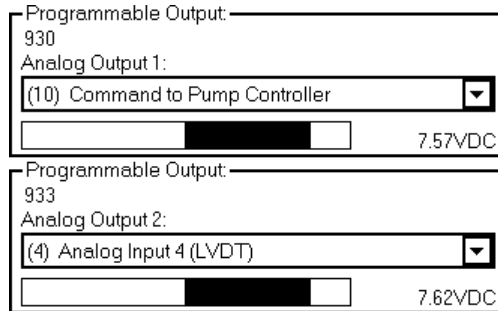 Programmable Output:
930
Analog Output 1:
(10) Command to Pump Controller
7.57VDC
Programmable Output:
933
Analog Output 2:
(4) Analog Input 4 (LVDT)
7.62VDC